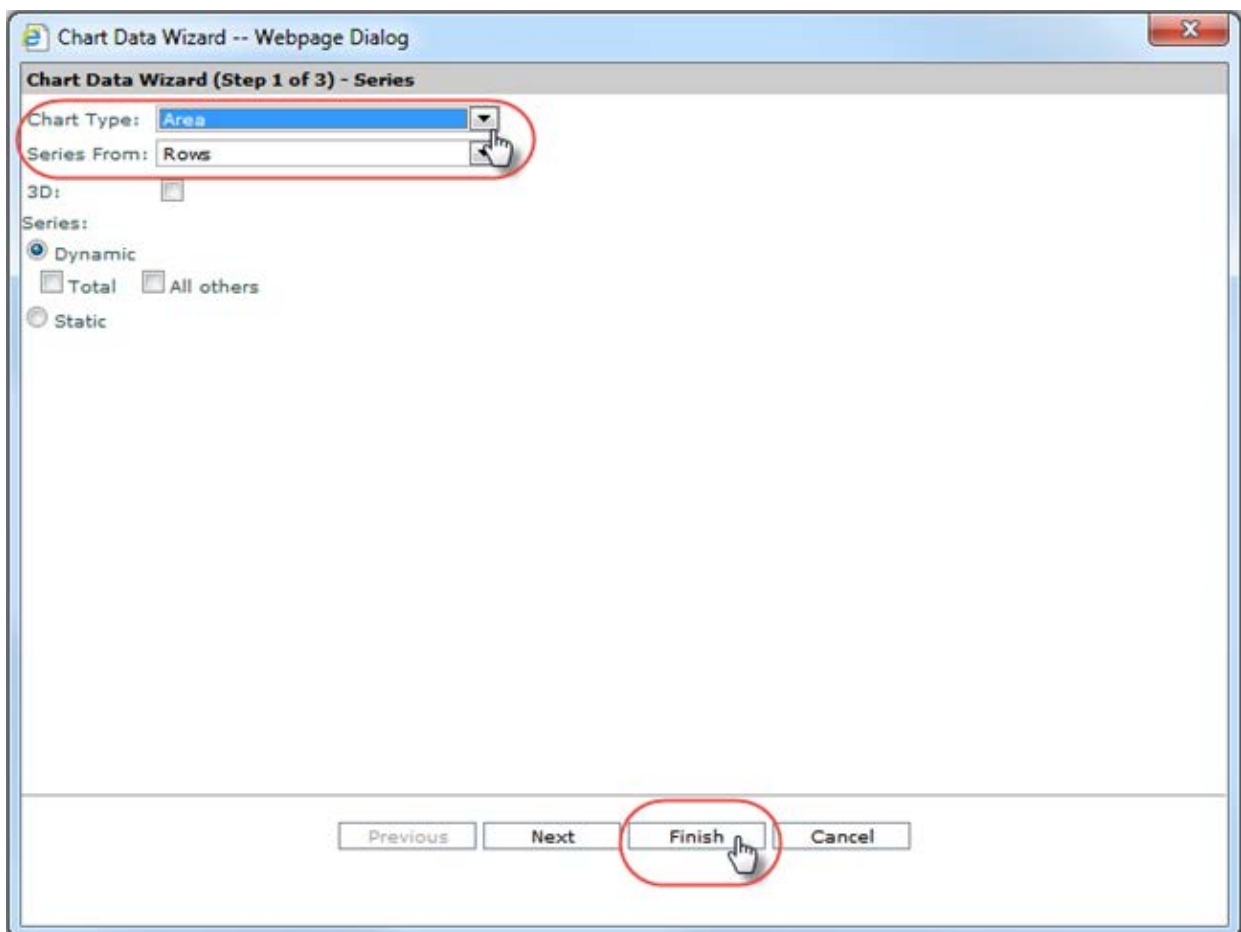 Chart Data Wizard -- Webpage Dialog
Chart Data Wizard (Step 1 of 3) - Series
Chart Type: Area
Series From: Rows
3D:
Series:
Dynamic
Total All others
Static
Previous Next Finish Cancel